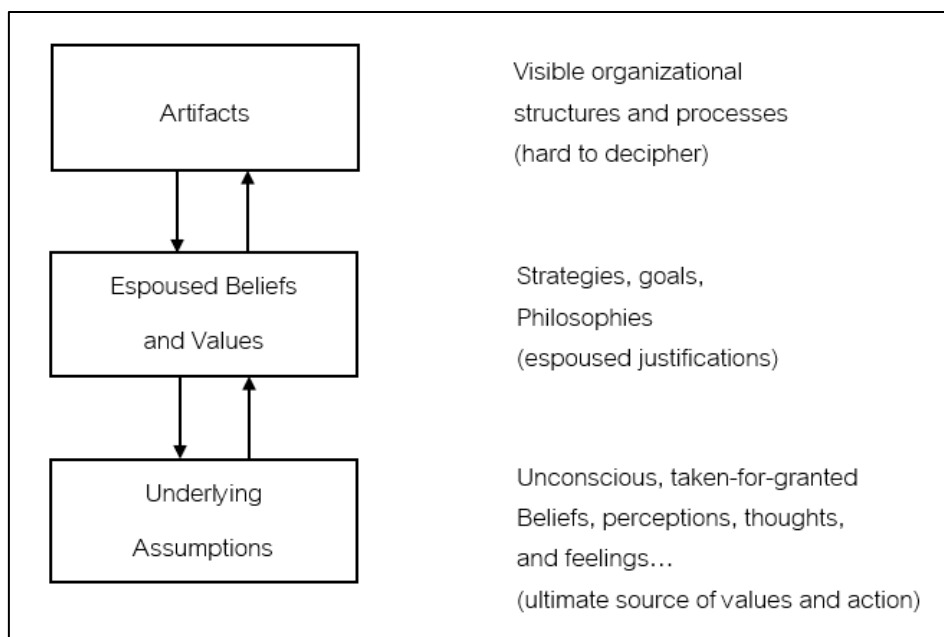 Artifacts
Visible organizational
structures and processes
(hard to decipher)
Espoused Beliefs
and Values
Strategies, goals,
Philosophies
(espoused justifications)
Underlying
Assumptions
Unconscious, taken-for-granted
Beliefs, perceptions, thoughts,
and feelings…
(ultimate source of values and action)